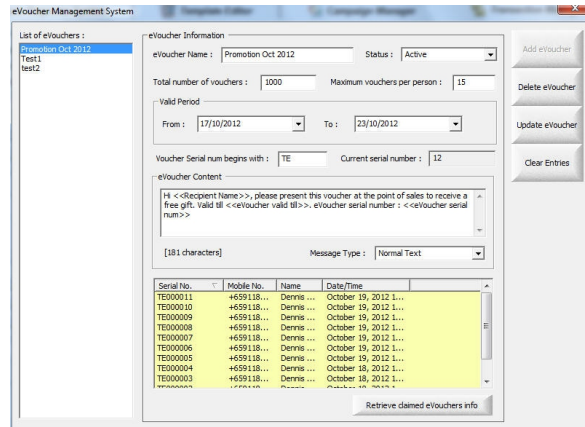 eVoucher Management System
Template Editor
Campaign Manager
List of eVouchers :
Promotion Oct 2012
Test1
test2
eVoucher Information
eVoucher Name : Promotion Oct 2012 Status : Active
Total number of vouchers : 1000 Maximum vouchers per person : 15
Valid Period
From : 17/10/2012 To : 23/10/2012
Voucher Serial num begins with : TE Current serial number : 12
eVoucher Content
Hi <<Recipient Name>>, please present this voucher at the point of sales to receive a
free gift. Valid till <<eVoucher valid till>>. eVoucher serial number : <<eVoucher serial
num>>
[181 characters] Message Type : Normal Text
Serial No. Mobile No. Name Date/Time
TE000011 +659118... Dennis ... October 19, 2012 1...
TE000010 +659118... Dennis ... October 19, 2012 1...
TE000009 +659118... Dennis ... October 19, 2012 1...
TE000008 +659118... Dennis ... October 19, 2012 1...
TE000007 +659118... Dennis ... October 19, 2012 1...
TE000006 +659118... Dennis ... October 19, 2012 1...
TE000005 +659118... Dennis ... October 19, 2012 1...
TE000004 +659118... Dennis ... October 18, 2012 1...
TE000003 +659118... Dennis ... October 18, 2012 1...
Retrieve claimed eVouchers info
Add eVoucher
Delete eVoucher
Update eVoucher
Clear Entries